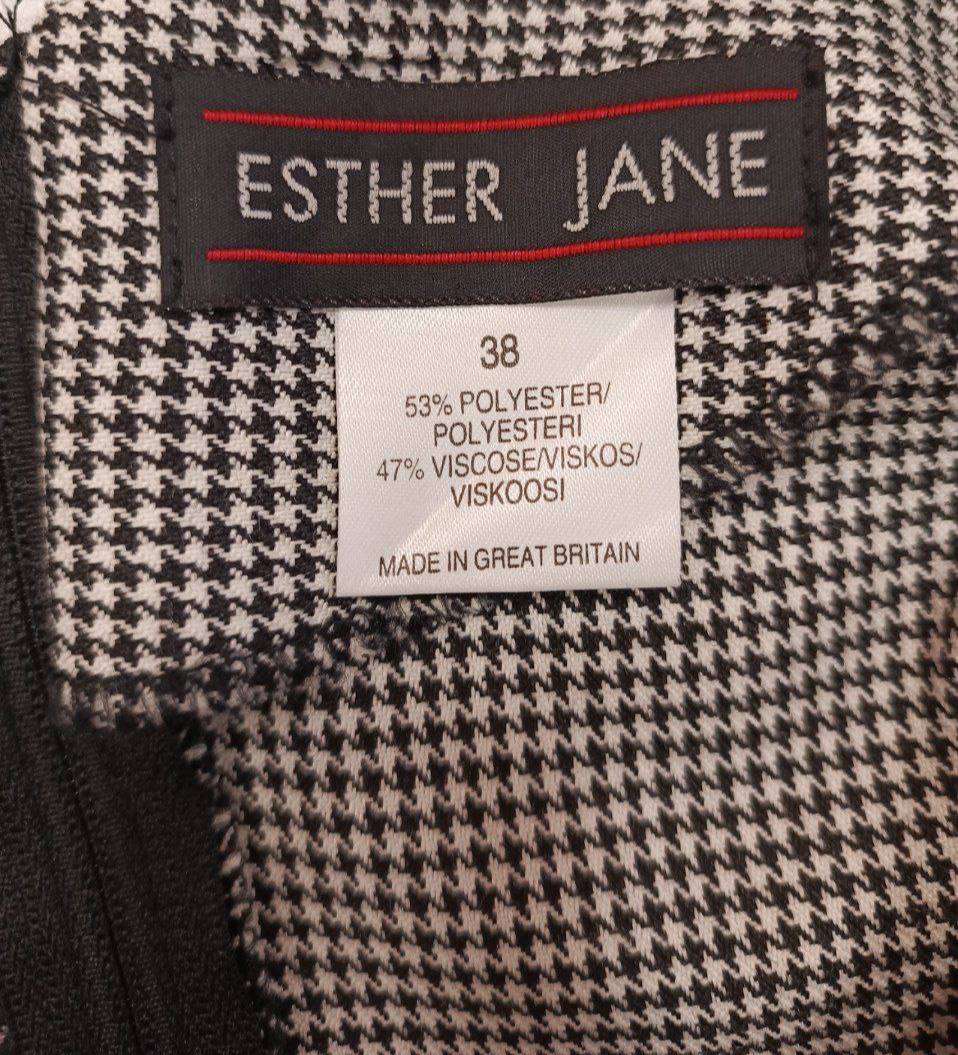 ESTHER JANE
38
53% POLYESTER/
POLYESTERI
47% VISCOSE/VISKOS/
VISKOOSI
MADE IN GREAT BRITAIN